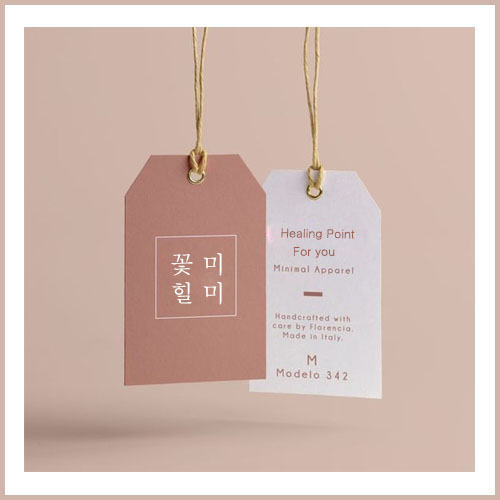 꽃미
힐미
Healing Point
For you
Minimal Apparel
Handcrafted with
care by Florencia.
Made in Italy.
M
Modelo 342